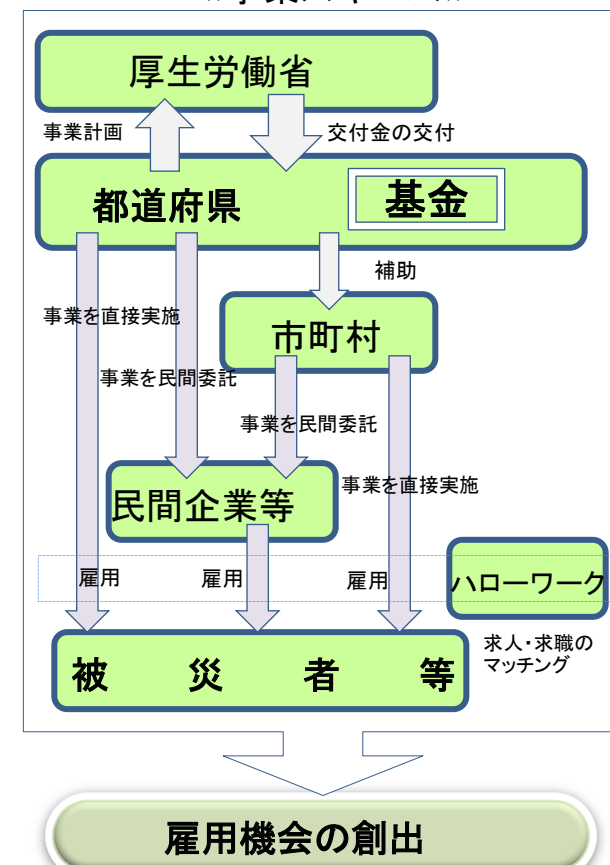 厚生労働省
事業計画
交付金の交付
都道府県
基金
補助
事業を直接実施
市町村
事業を民間委託
事業を民間委託
事業を直接実施
民間企業等
雇用
雇用
雇用
ハローワーク
被災者等
求人・求職の
マッチング
雇用機会の創出